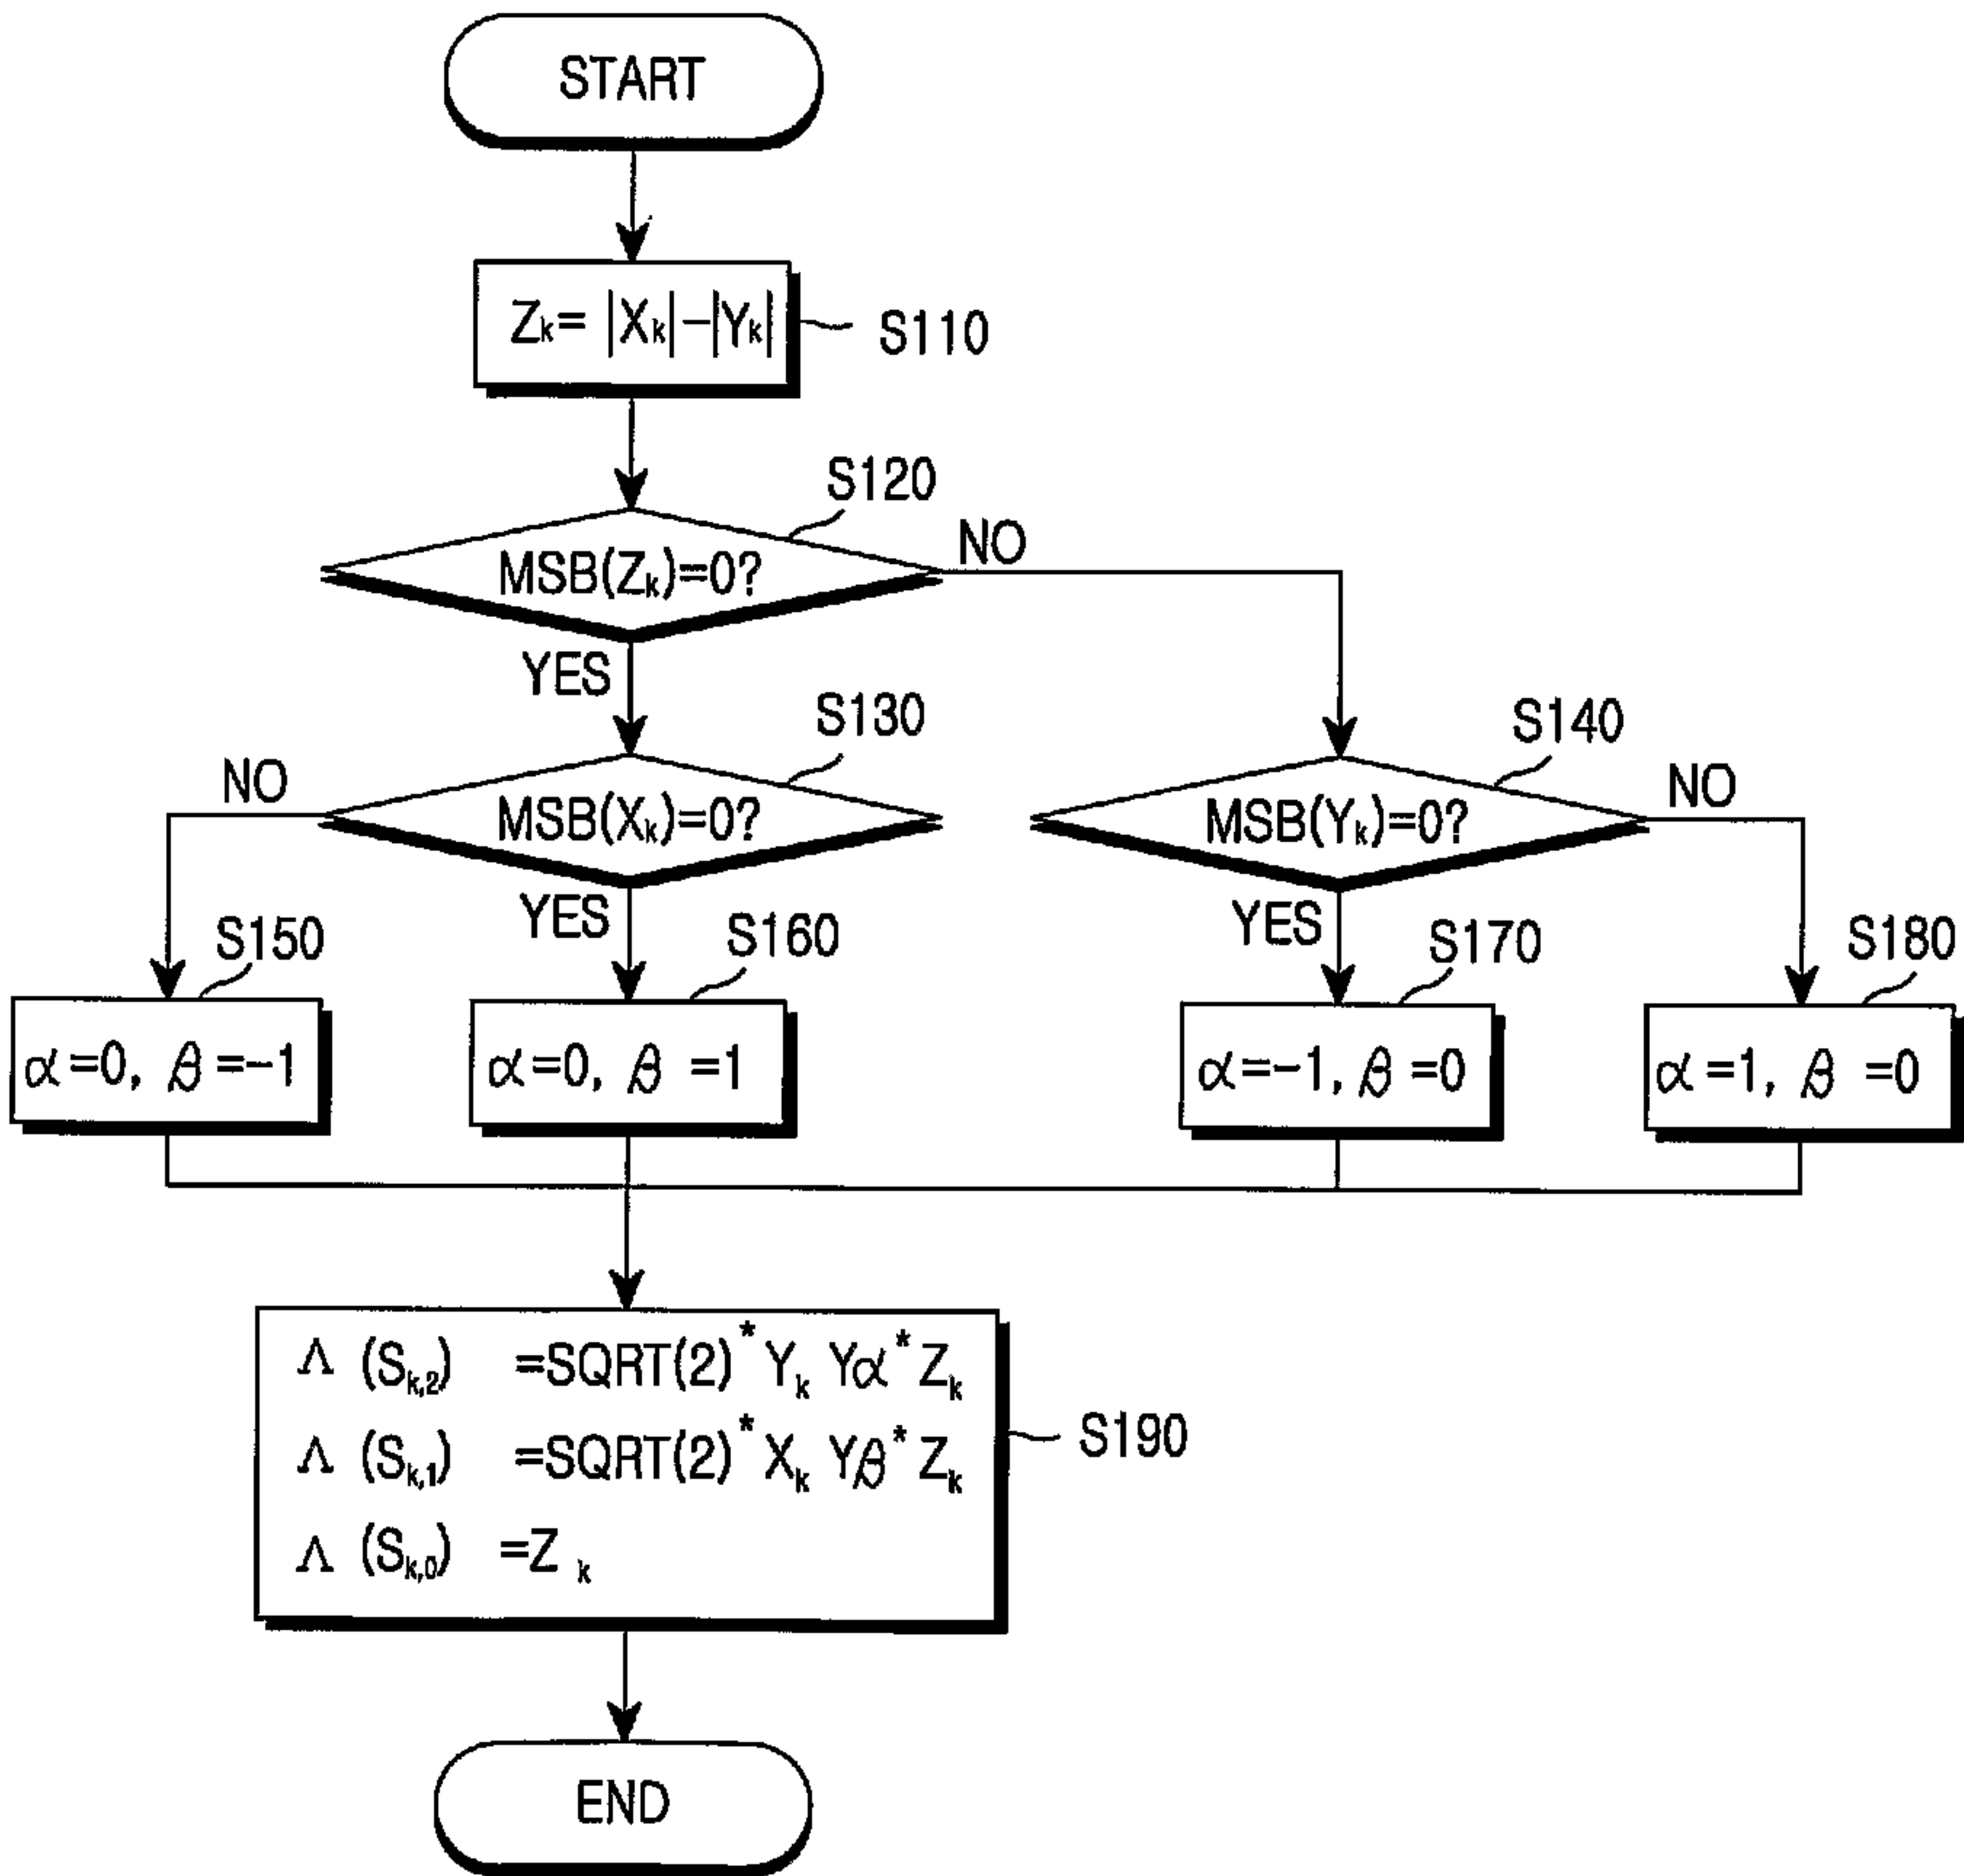 START
Zk= |Xk|-|Yk|
S110
S120
MSB(Zk)=0?
NO
YES
S130
S140
NO
MSB(Xk)=0?
MSB(Yk)=0?
NO
YES
YES
S150
S160
S170
S180
α=0, β=-1
α=0, β =1
α=-1, β=0
α=1, β =0
Λ (Sk,2) =SQRT(2)*Yk Yα*Zk
Λ (Sk,1) =SQRT(2)*Xk Yβ*Zk
S190
Λ (Sk,0) =Z k
END